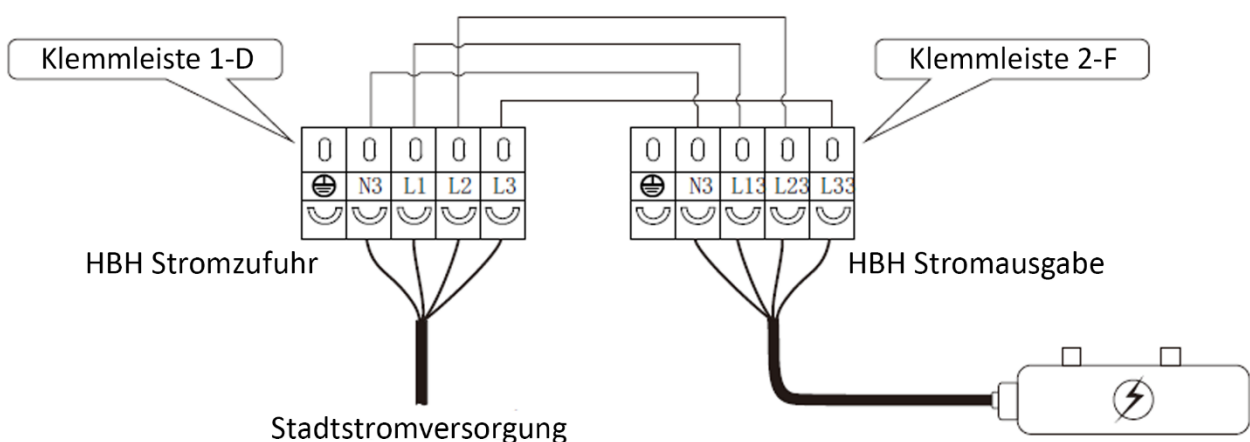 Klemmleiste 1-D
Klemmleiste 2-F
N3 L1 L2 L3
N3 L13 L23 L33
HBH Stromzufuhr
HBH Stromausgabe
Stadtstromversorgung